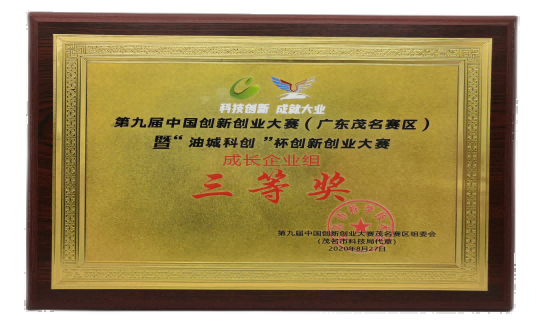 科技创新 成就大业
第九届中国创新创业大赛（广东茂名赛区）
暨“油城科创”杯创新创业大赛
成长企业组
三等奖
第九届中国创新创业大赛茂名赛区组委会
（茂名市科技局代章）
2020年8月27日